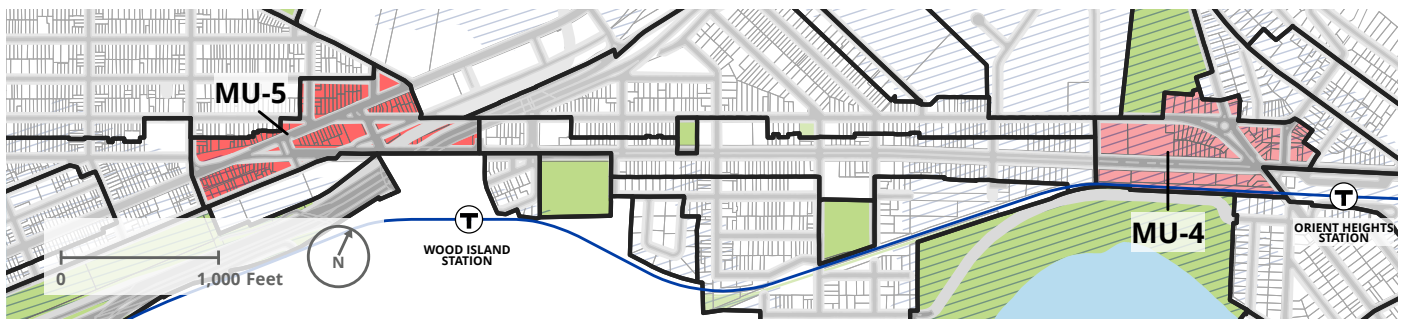 MU-5
MU-4
T
T
WOOD ISLAND
STATION
ORIENT HEIGHTS
STATION
N
0
1,000 Feet